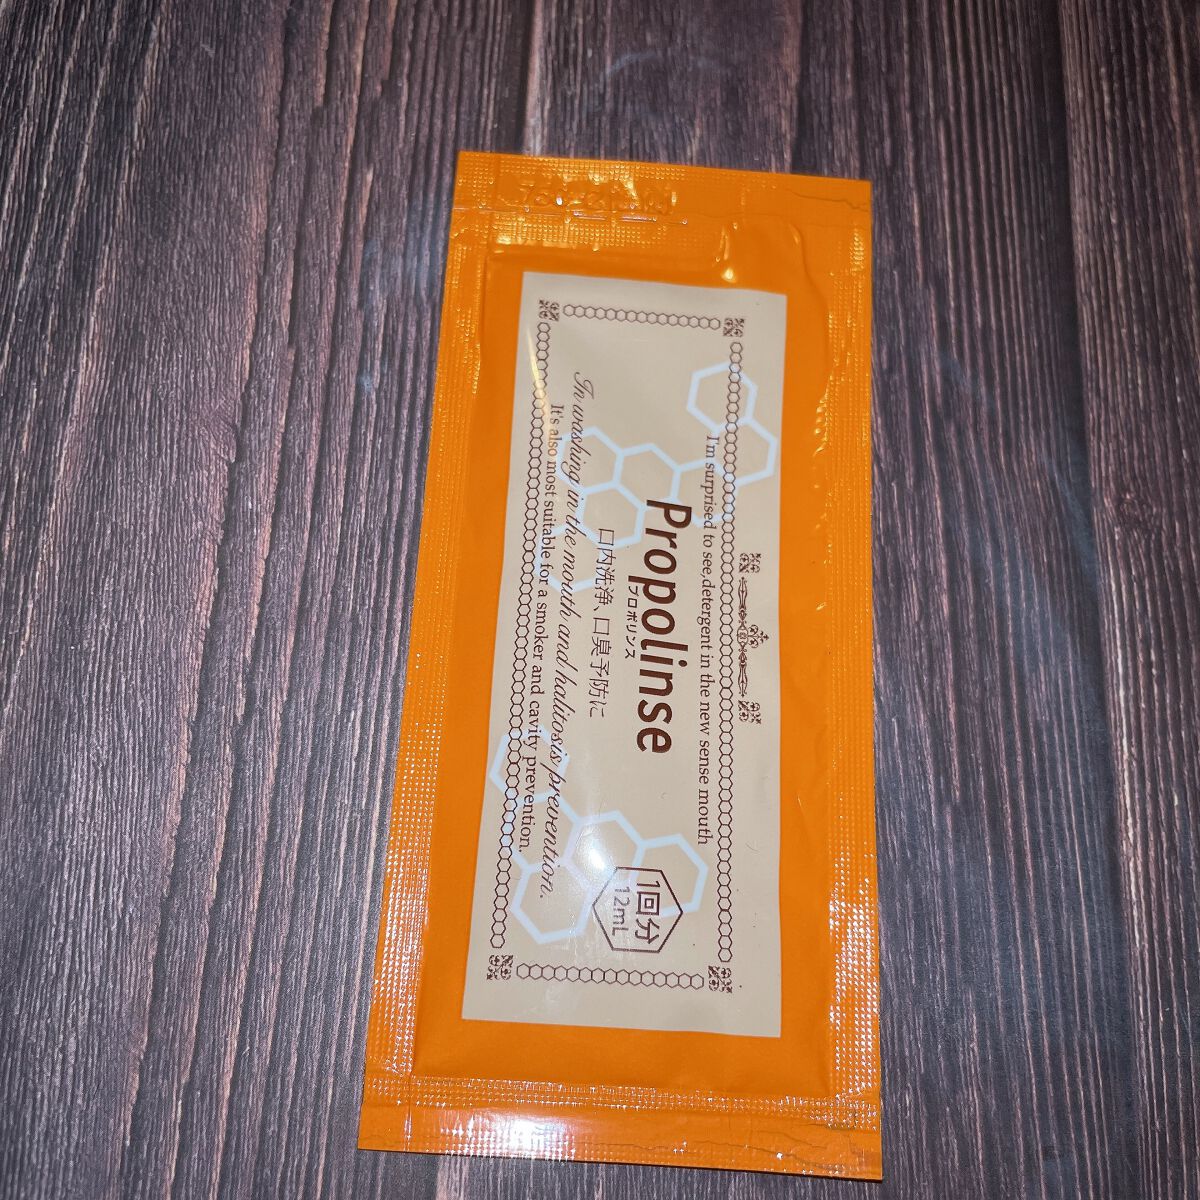 I'm surprised to see,detergent in the new sense mouth
Propolinse
[プロポリンス]
口内洗浄、口臭予防に
In washing in the mouth and halitosis prevention.
It's also most suitable for a smoker and cavity prevention.
1回分
12mL